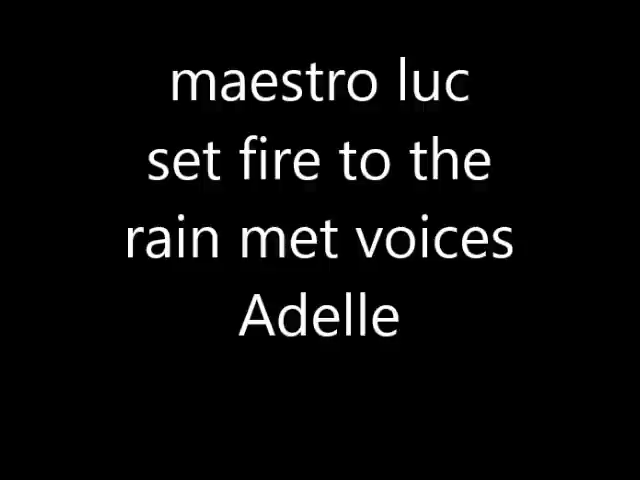 maestro luc
set fire to the
rain met voices
Adelle